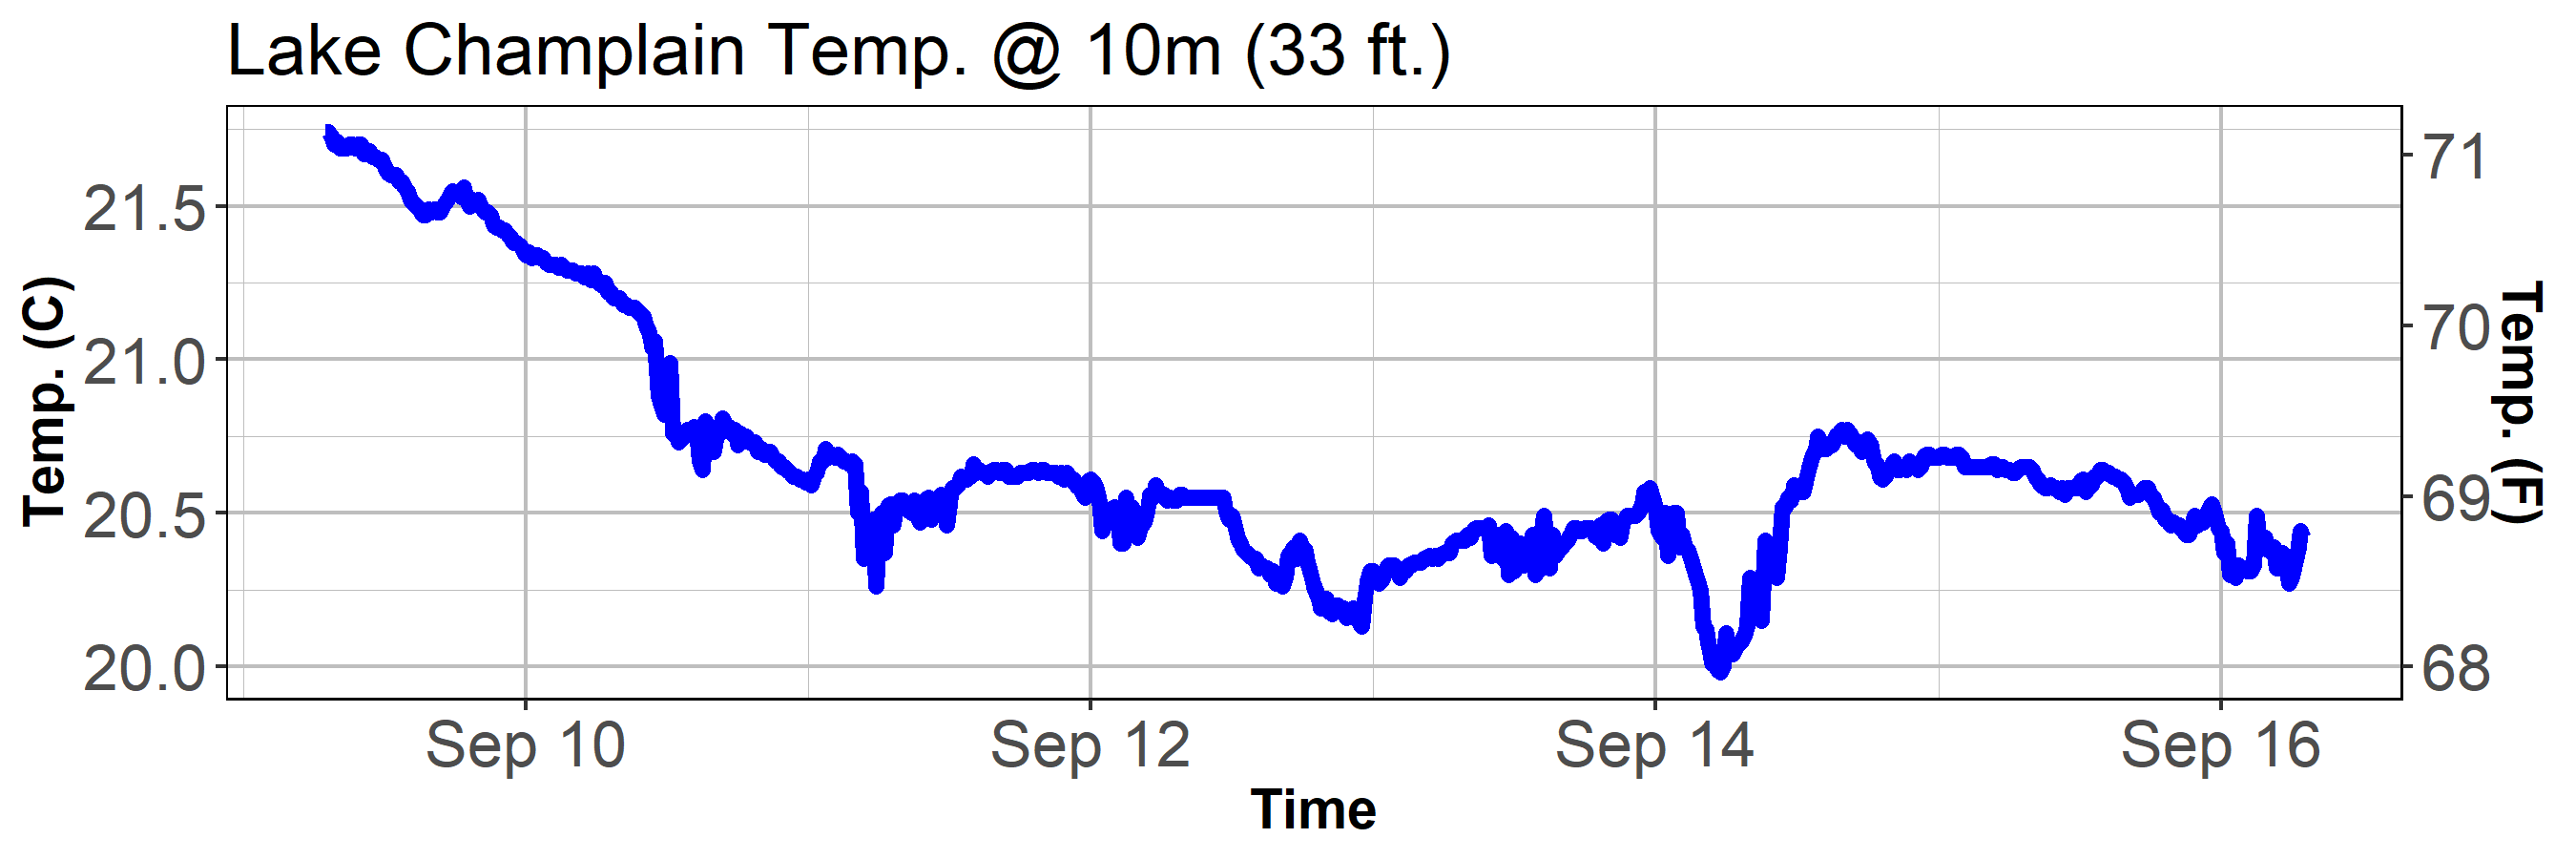 Lake Champlain Temp. @ 10m (33 ft.)
Temp. (C)
21.5
21.0
20.5
20.0
71
70
69
68
Temp. (F)
Sep 10 Sep 12 Sep 14 Sep 16
Time